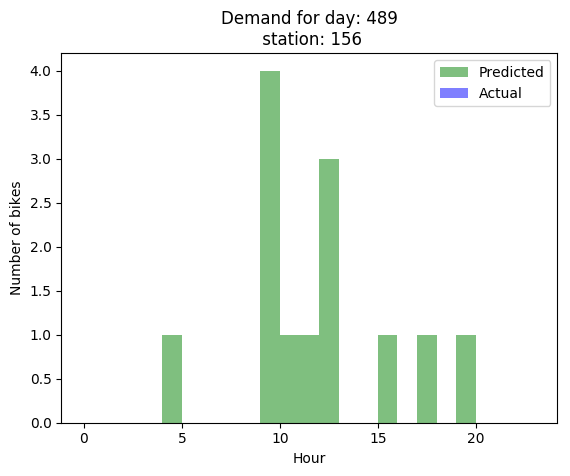 Demand for day: 489
station: 156
Predicted
Actual
4.0
3.5
3.0
2.5
2.0
1.5
1.0
0.5
0.0
Number of bikes
0 5 10 15 20
Hour